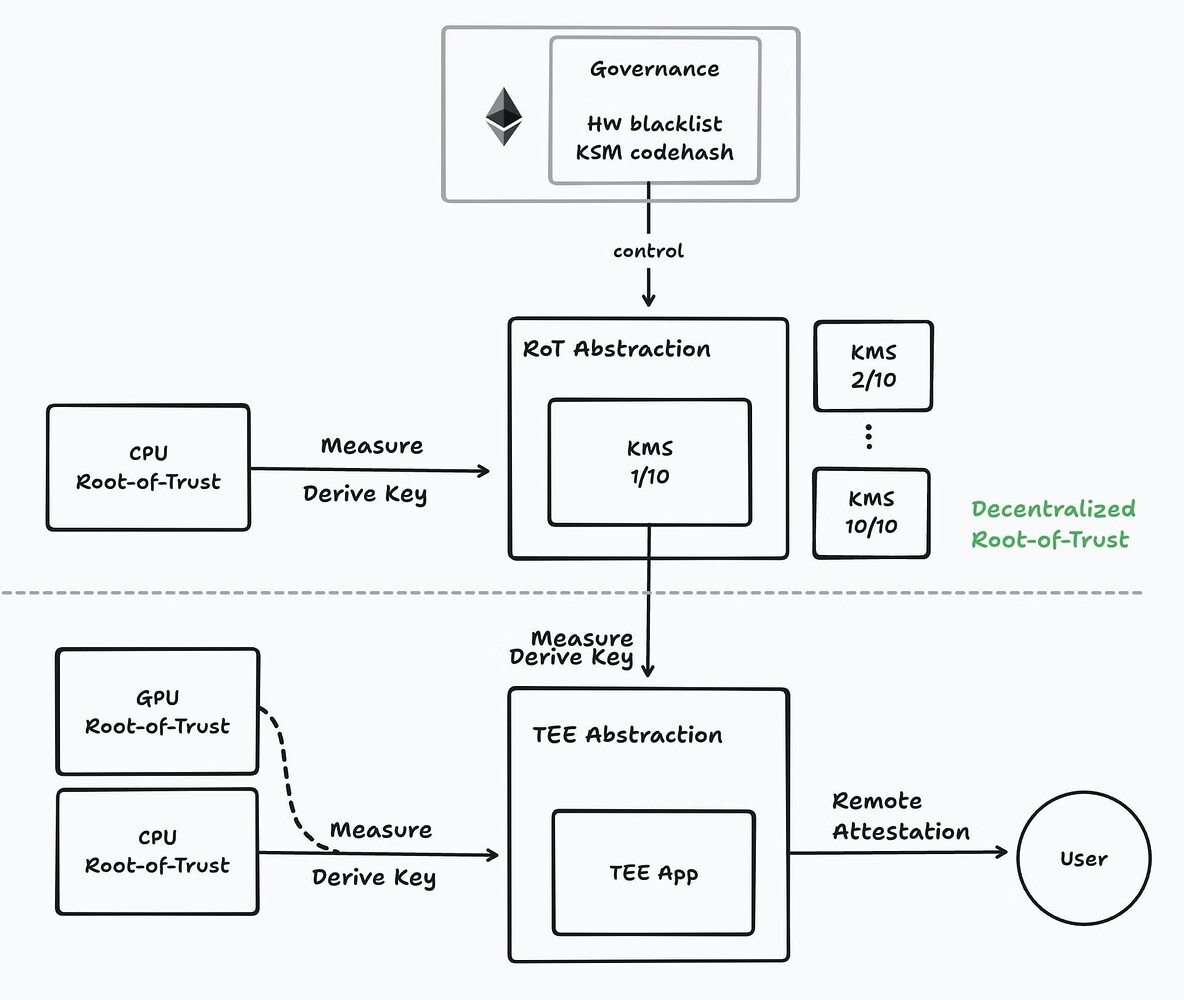 Governance
HW blacklist
KSM codehash
control
RoT Abstraction
KMS
1/10
KMS
2/10
KMS
10/10
CPU
Root-of-Trust
Measure
Derive Key
Decentralized
Root-of-Trust
Measure
Derive Key
GPU
Root-of-Trust
CPU
Root-of-Trust
Measure
Derive Key
TEE Abstraction
TEE App
Remote
Attestation
User